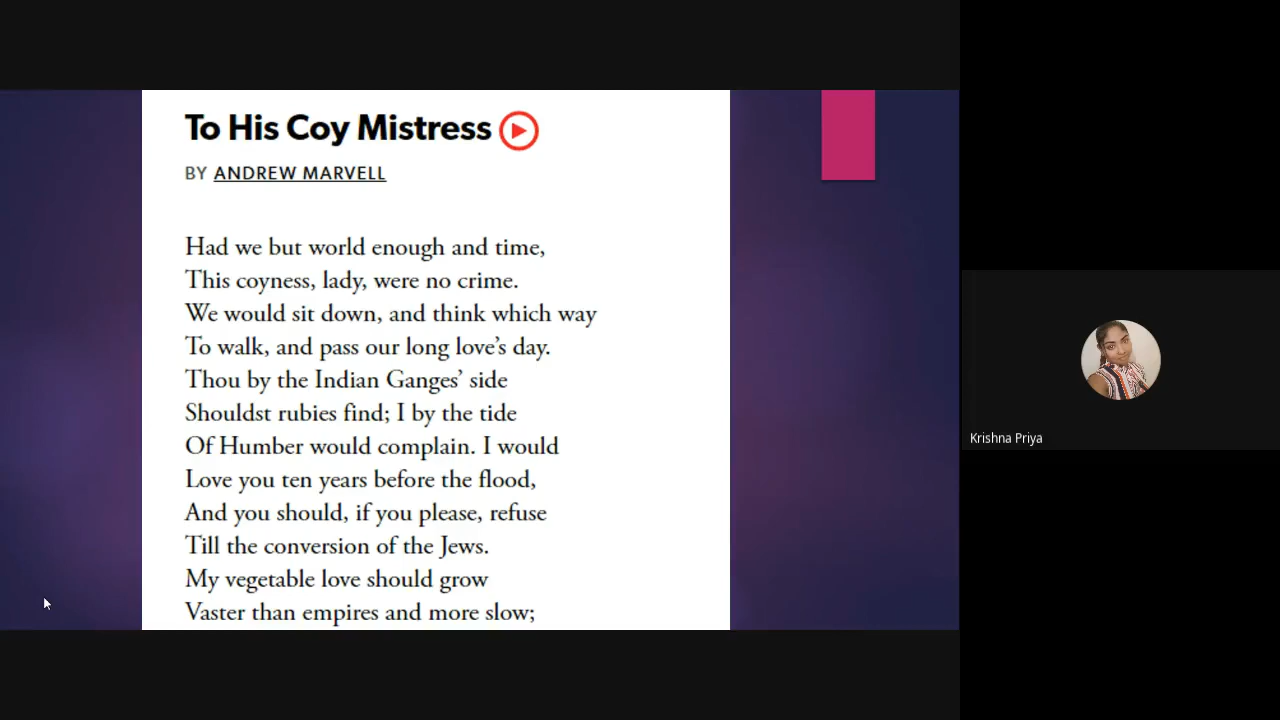 To His Coy Mistress
BY ANDREW MARVELL
Had we but world enough and time,
This coyness, lady, were no crime.
We would sit down, and think which way
To walk, and pass our long love’s day.
Thou by the Indian Ganges’ side
Shouldst rubies find; I by the tide
Of Humber would complain. I would
Love you ten years before the flood,
And you should, if you please, refuse
Till the conversion of the Jews.
My vegetable love should grow
Vaster than empires and more slow;
Krishna Priya